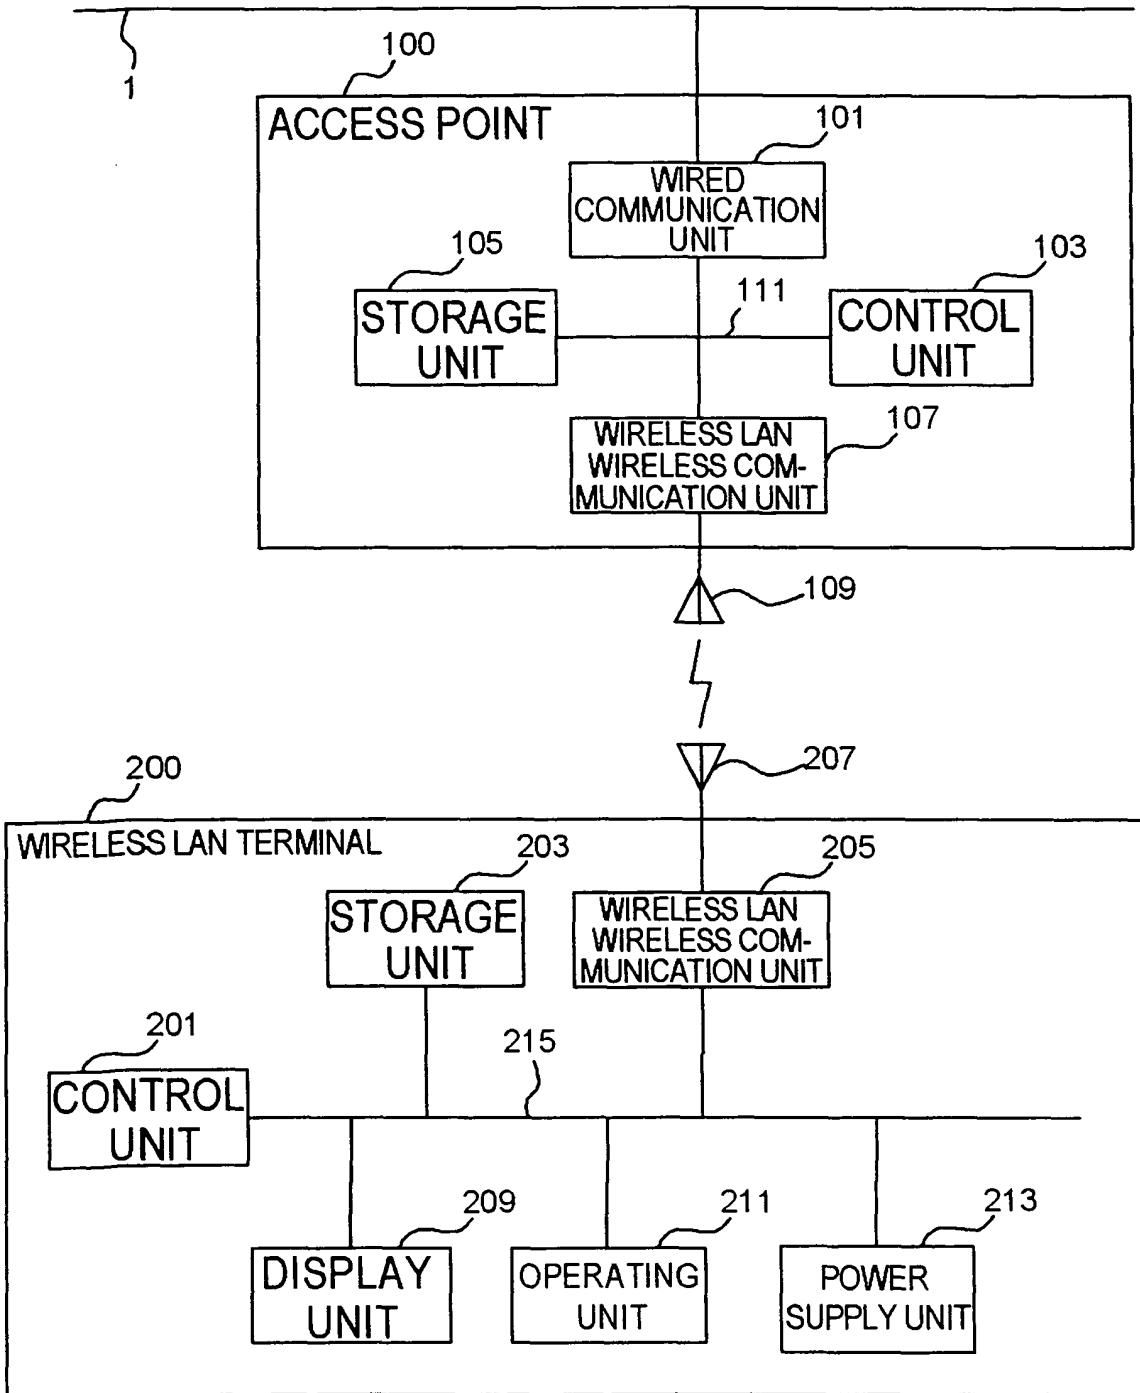 1
100
ACCESS POINT
101
WIRED
COMMUNICATION
UNIT
105
STORAGE
UNIT
111
103
CONTROL
UNIT
107
WIRELESS LAN
WIRELESS COM-
MUNICATION UNIT
109
207
200
WIRELESS LAN TERMINAL
203
STORAGE
UNIT
205
WIRELESS LAN
WIRELESS COM-
MUNICATION UNIT
201
CONTROL
UNIT
215
209
DISPLAY
UNIT
211
OPERATING
UNIT
213
POWER
SUPPLY UNIT